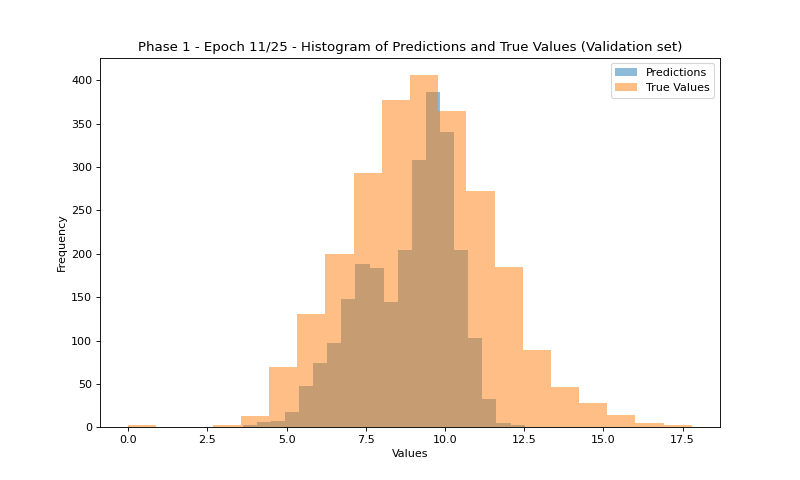 Phase 1 - Epoch 11/25 - Histogram of Predictions and True Values (Validation set)
Predictions
True Values
Frequency
400
350
300
250
200
150
100
50
0
0.0 2.5 5.0 7.5 10.0 12.5 15.0 17.5
Values